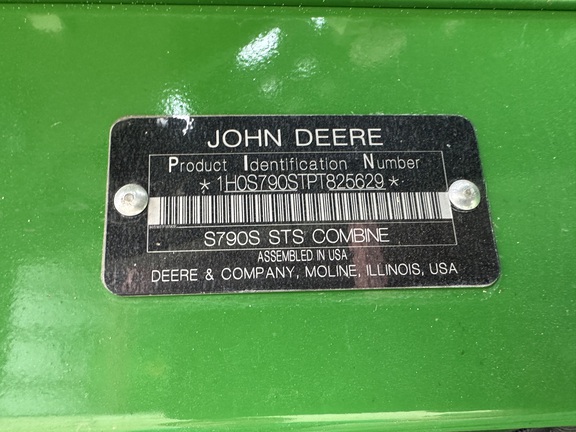 JOHN DEERE
Product Identification Number
*1H0S790STPT825629*
S790S STS COMBINE
ASSEMBLED IN USA
DEERE & COMPANY, MOLINE, ILLINOIS, USA